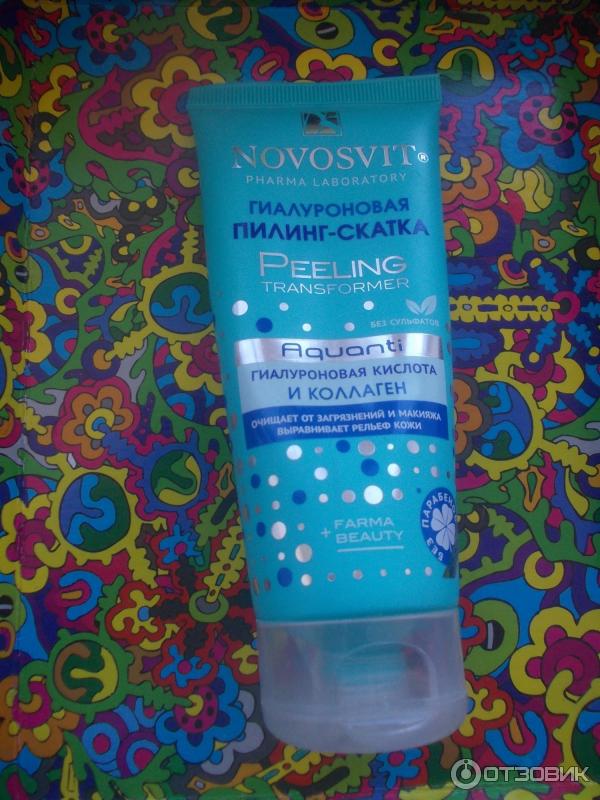 NOVOSVIT®
PHARMA LABORATORY
ГИАЛУРОНОВАЯ
ПИЛИНГ-СКАТКА
PEELING
TRANSFORMER
БЕЗ СУЛЬФАТОВ
Aquanti
ГИАЛУРОНОВАЯ КИСЛОТА
И КОЛЛАГЕН
ОЧИЩАЕТ ОТ ЗАГРЯЗНЕНИЙ И МАКИЯЖА
ВЫРАВНИВАЕТ РЕЛЬЕФ КОЖИ
+ FARMA
BEAUTY
БЕЗ ПАРАБЕНО
ОТЗОВИК